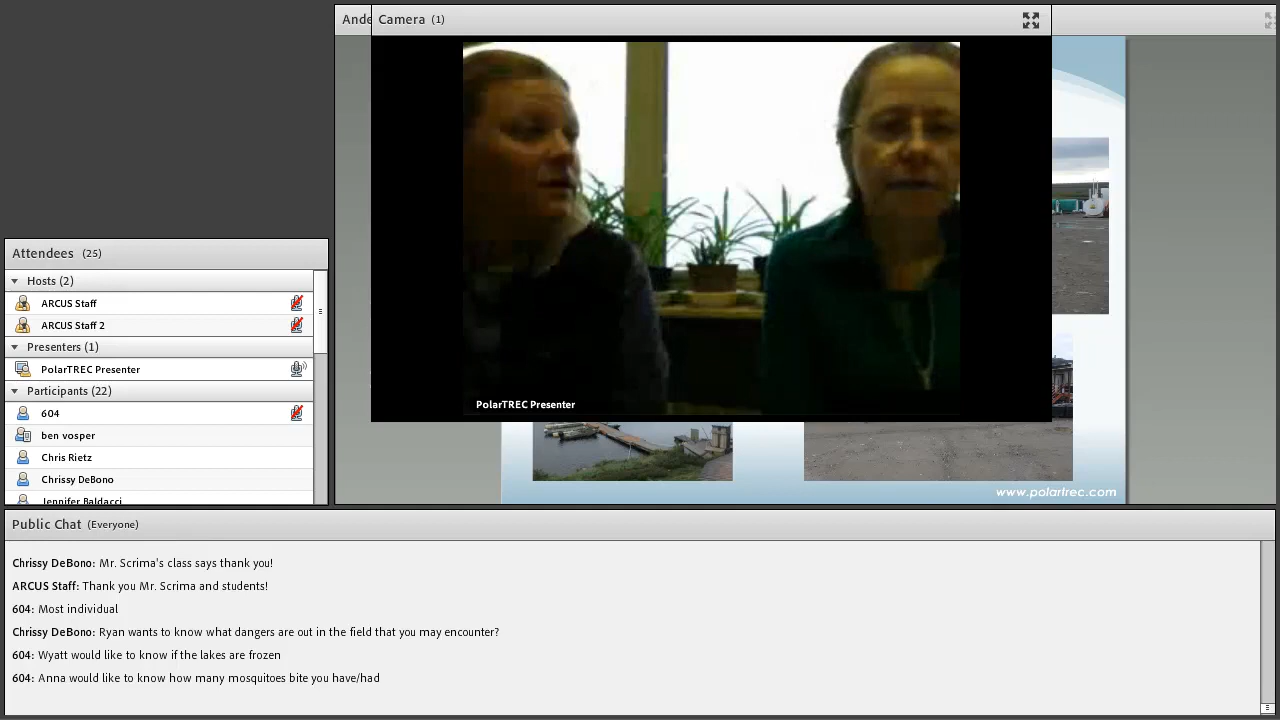 Ande
Camera (1)
PolarTREC Presenter
www.polartrec.com
Attendees (25)
Hosts (2)
ARCUS Staff
ARCUS Staff 2
Presenters (1)
PolarTREC Presenter
Participants (22)
604
ben vosper
Chris Rietz
Chrissy DeBono
Jennifer Baldacci
Public Chat (Everyone)
Chrissy DeBono: Mr. Scrima's class says thank you!
ARCUS Staff: Thank you Mr. Scrima and students!
604: Most individual
Chrissy DeBono: Ryan wants to know what dangers are out in the field that you may encounter?
604: Wyatt would like to know if the lakes are frozen
604: Anna would like to know how many mosquitoes bite you have/had